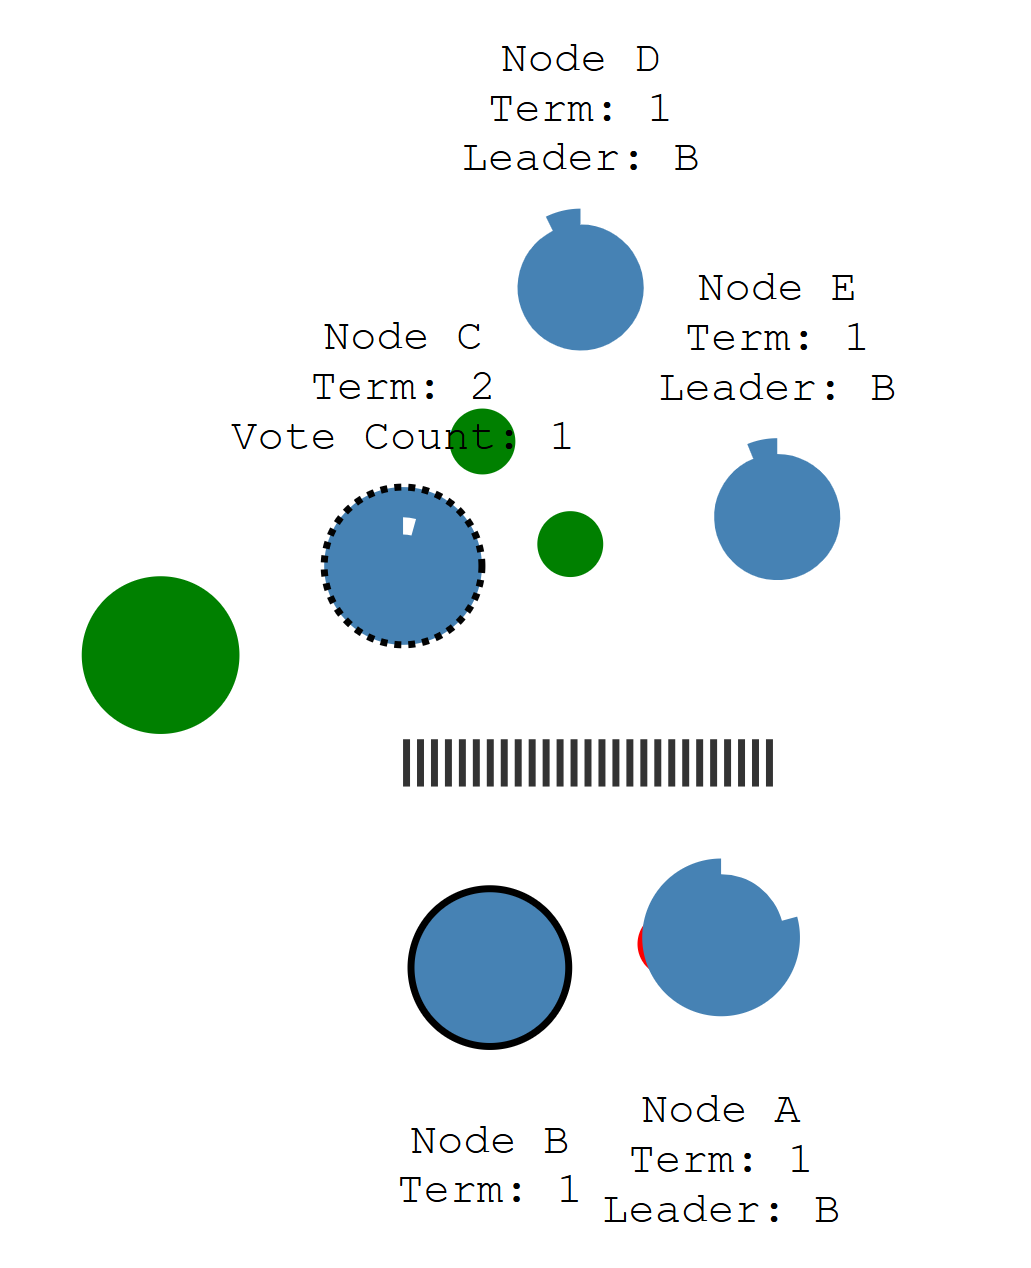 Node D
Term: 1
Leader: B
Node E
Term: 1
Leader: B
Node C
Term: 2
Vote Count: 1
Node B
Term: 1
Node A
Term: 1
Leader: B